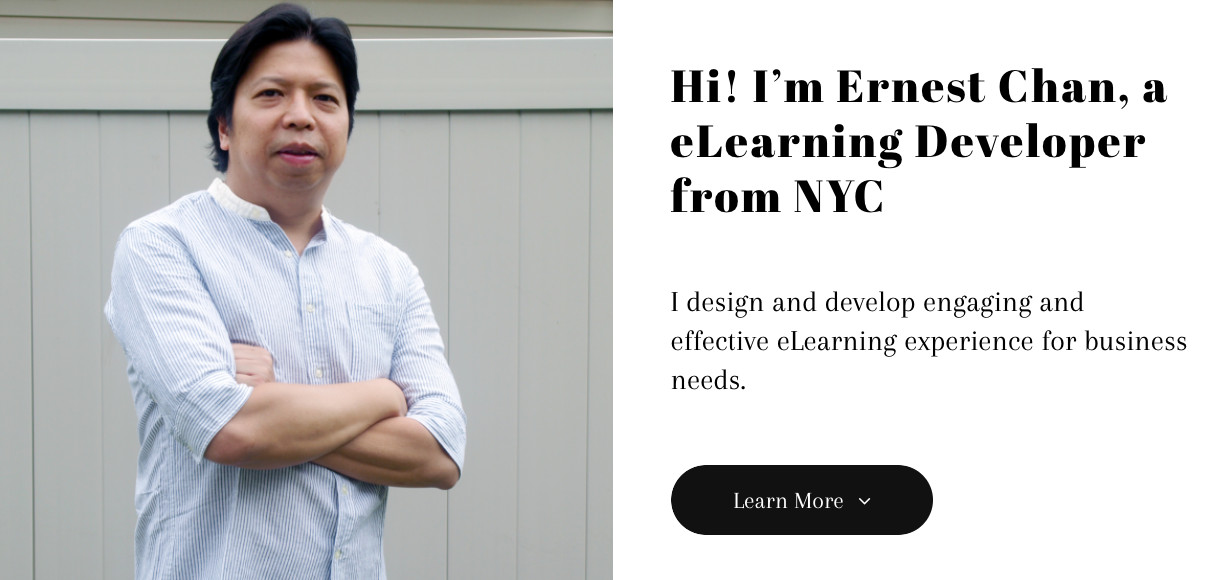 Hi! I’m Ernest Chan, a
eLearning Developer
from NYC
I design and develop engaging and
effective eLearning experience for business
needs.
Learn More